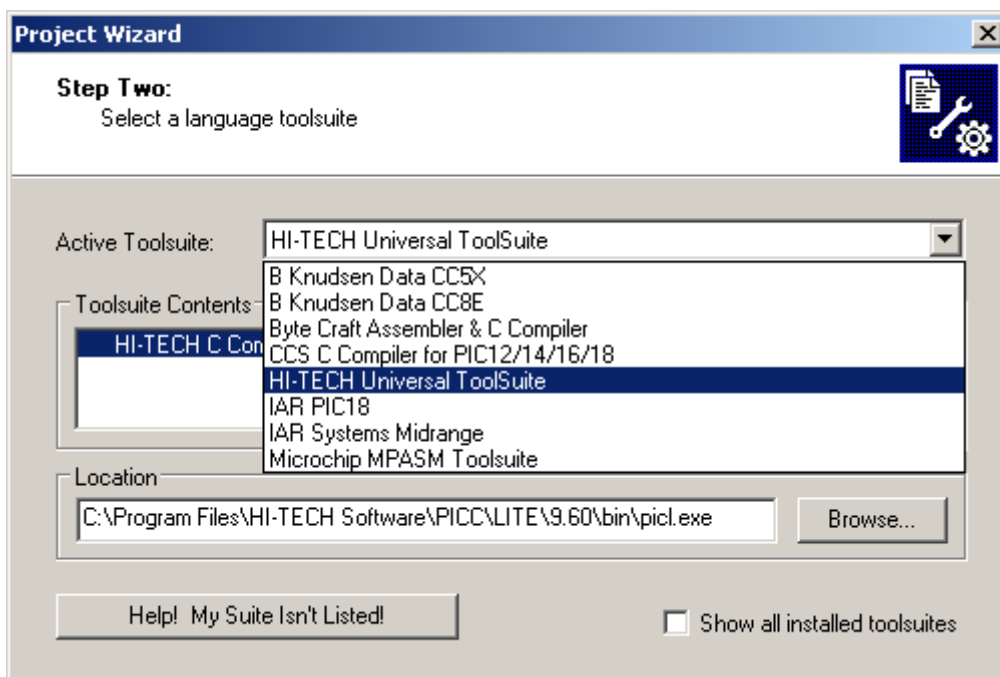 Project Wizard
Step Two:
Select a language toolsuite
Active Toolsuite:
HI-TECH Universal ToolSuite
B Knudsen Data CC5X
B Knudsen Data CC8E
Byte Craft Assembler & C Compiler
CCS C Compiler for PIC12/14/16/18
HI-TECH Universal ToolSuite
IAR PIC18
IAR Systems Midrange
Microchip MPASM Toolsuite
Toolsuite Contents
HI-TECH C
Location
C:\Program Files\HI-TECH Software\PICC\LITE\9.60\bin\picl.exe
Browse...
Help! My Suite Isn't Listed!
Show all installed toolsuites